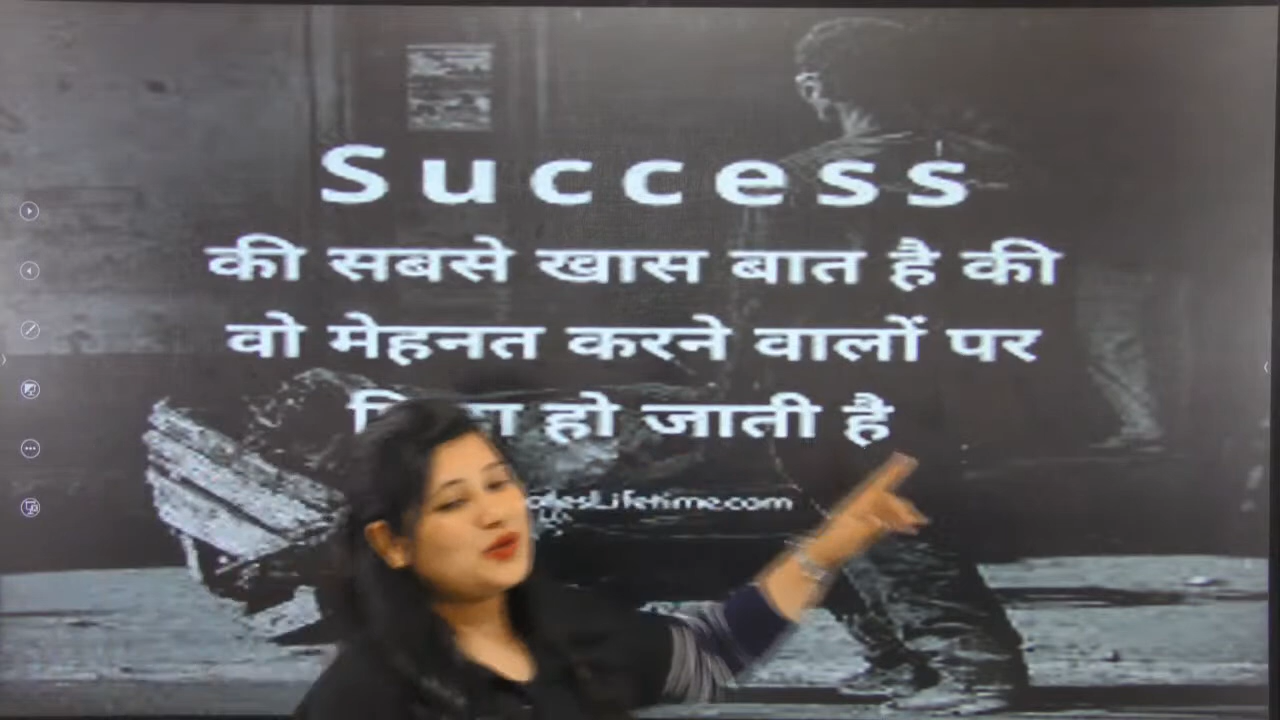 Success
की सबसे खास बात है की
वो मेहनत करने वालों पर
हो जाती है